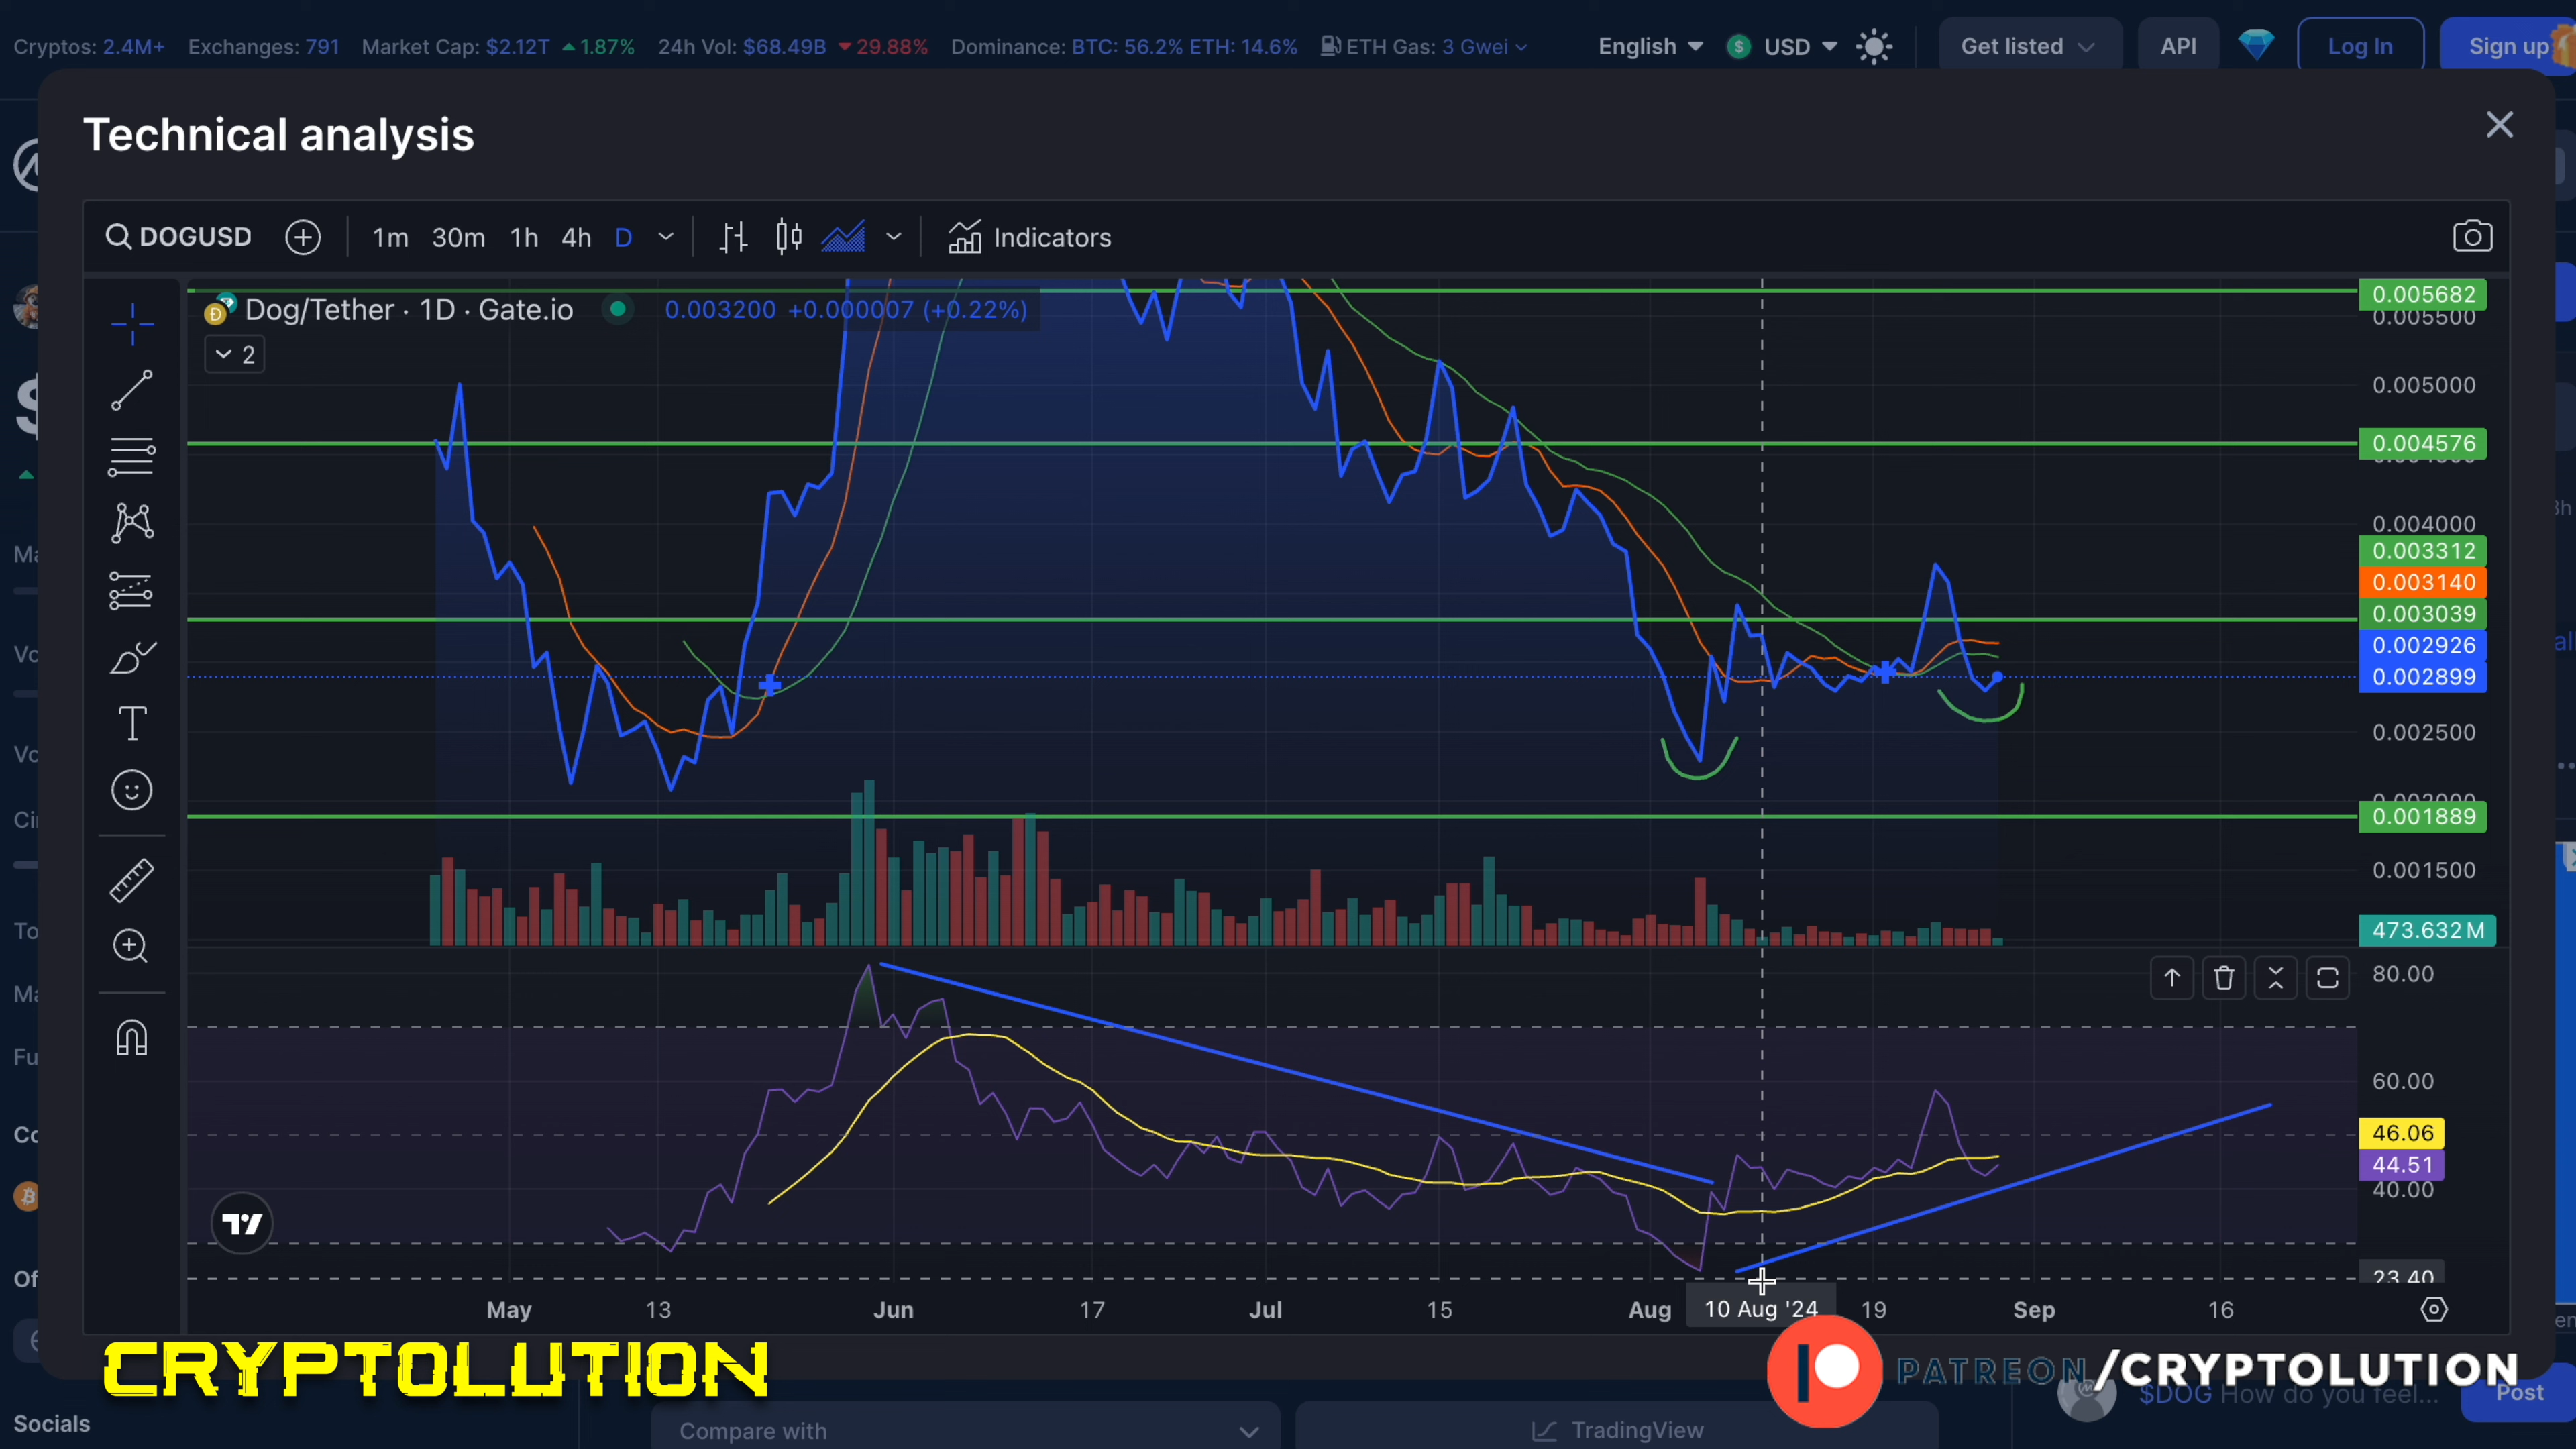 Cryptos: 2.4M+ Exchanges: 791 Market Cap: $2.12T 1.87% 24h Vol: $68.49B 29.88% Dominance: BTC: 56.2% ETH: 14.6% ETH Gas: 3 Gwei English USD Get listed API Log In Sign up
Technical analysis
DOGUSD 1m 30m 1h 4h D Indicators
Dog/Tether · 1D · Gate.io 0.003200 +0.000007 (+0.22%)
2
0.005682
0.005500
0.005000
0.004576
0.004000
0.003312
0.003140
0.003039
0.002926
0.002899
0.002500
0.001889
0.001500
473.632 M
80.00
60.00
46.06
44.51
40.00
23.40
May 13 Jun 17 Jul 15 Aug 10 Aug '24 19 Sep 16
CRYPTOLUTION
PATREON/CRYPTOLUTION
$DOG How do you feel... Post
Socials
Compare with
TradingView